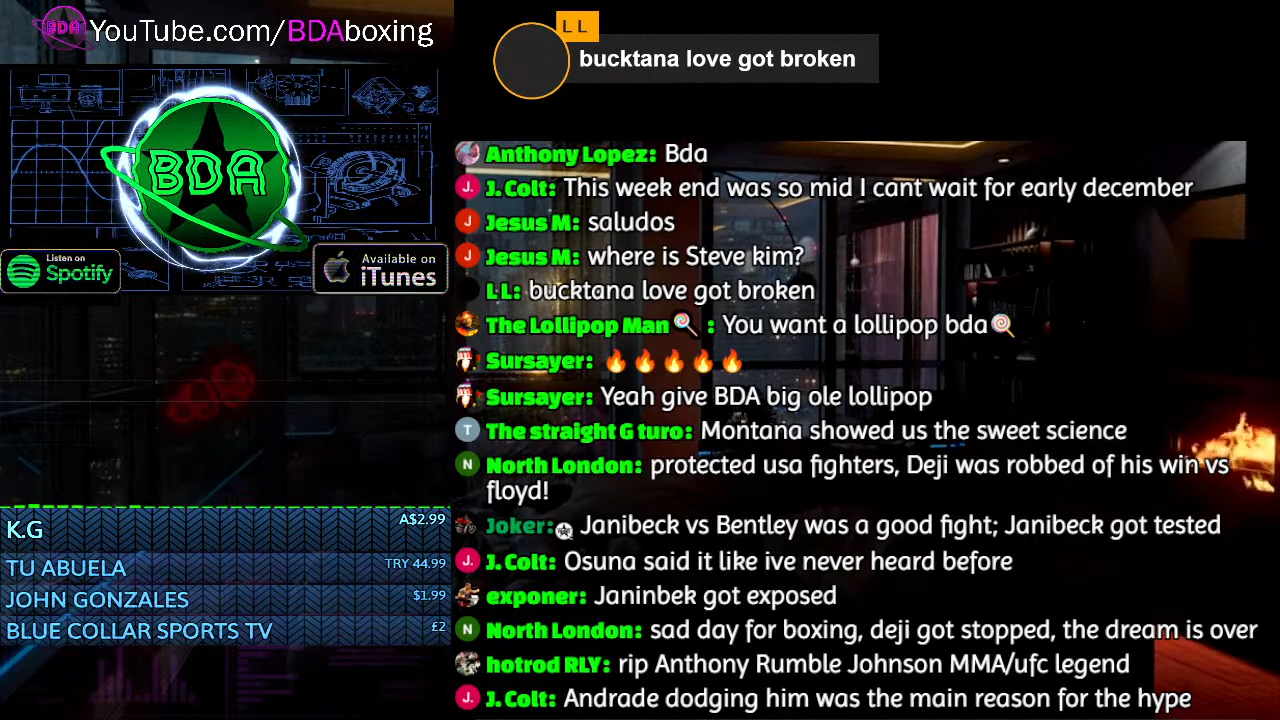 BDA YouTube.com/BDAboxing
LL
bucktana love got broken
BDA
Listen on Spotify
Available on iTunes
Anthony Lopez: Bda
J. J. Colt: This week end was so mid I cant wait for early december
J Jesus M: saludos
J Jesus M: where is Steve kim?
L L: bucktana love got broken
The Lollipop Man🍭 : You want a lollipop bda🍭
Sursayer: 🔥🔥🔥🔥🔥
Sursayer: Yeah give BDA big ole lollipop
T The straight G turo: Montana showed us the sweet science
N North London: protected usa fighters, Deji was robbed of his win vs
floyd!
Joker: Janibeck vs Bentley was a good fight; Janibeck got tested
J. J. Colt: Osuna said it like ive never heard before
exponer: Janinbek got exposed
N North London: sad day for boxing, deji got stopped, the dream is over
hotrod RLY: rip Anthony Rumble Johnson MMA/ufc legend
J. J. Colt: Andrade dodging him was the main reason for the hype
K.G A$2.99
TU ABUELA TRY 44.99
JOHN GONZALES $1.99
BLUE COLLAR SPORTS TV £2